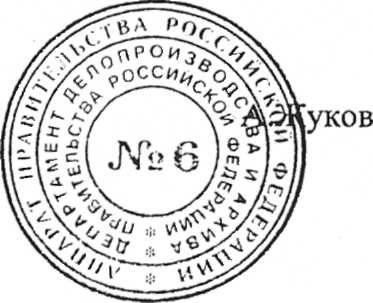 АППАРАТ ПРАВИТЕЛЬСТВА РОССИЙСКОЙ ФЕДЕРАЦИИ *
ДЕПАРТАМЕНТ ДЕЛОПРОИЗВОДСТВА И АРХИВА *
ПРАВИТЕЛЬСТВА РОССИЙСКОЙ ФЕДЕРАЦИИ *
№ 6
А. Жуков